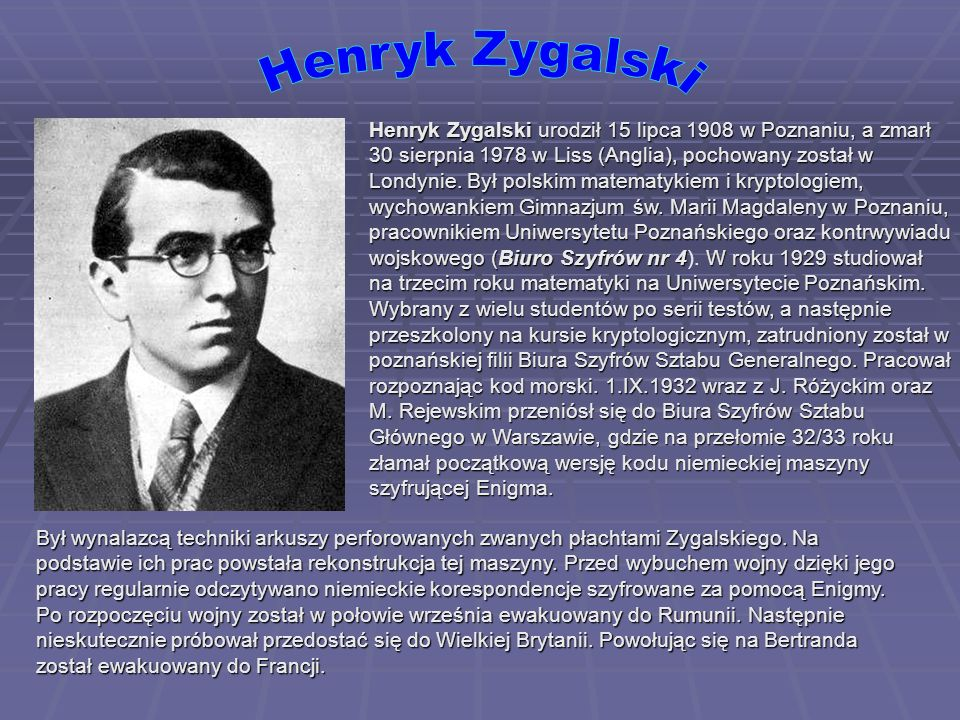 Henryk Zygalski
Henryk Zygalski urodził 15 lipca 1908 w Poznaniu, a zmarł
30 sierpnia 1978 w Liss (Anglia), pochowany został w
Londynie. Był polskim matematykiem i kryptologiem,
wychowankiem Gimnazjum św. Marii Magdaleny w Poznaniu,
pracownikiem Uniwersytetu Poznańskiego oraz kontrwywiadu
wojskowego (Biuro Szyfrów nr 4). W roku 1929 studiował
na trzecim roku matematyki na Uniwersytecie Poznańskim.
Wybrany z wielu studentów po serii testów, a następnie
przeszkolony na kursie kryptologicznym, zatrudniony został w
poznańskiej filii Biura Szyfrów Sztabu Generalnego. Pracował
rozpoznając kod morski. 1.IX.1932 wraz z J. Różyckim oraz
M. Rejewskim przeniósł się do Biura Szyfrów Sztabu
Głównego w Warszawie, gdzie na przełomie 32/33 roku
złamał początkową wersję kodu niemieckiej maszyny
szyfrującej Enigma.
Był wynalazcą techniki arkuszy perforowanych zwanych płachtami Zygalskiego. Na
podstawie ich prac powstała rekonstrukcja tej maszyny. Przed wybuchem wojny dzięki jego
pracy regularnie odczytywano niemieckie korespondencje szyfrowane za pomocą Enigmy.
Po rozpoczęciu wojny został w połowie września ewakuowany do Rumunii. Następnie
nieskutecznie próbował przedostać się do Wielkiej Brytanii. Powołując się na Bertranda
został ewakuowany do Francji.